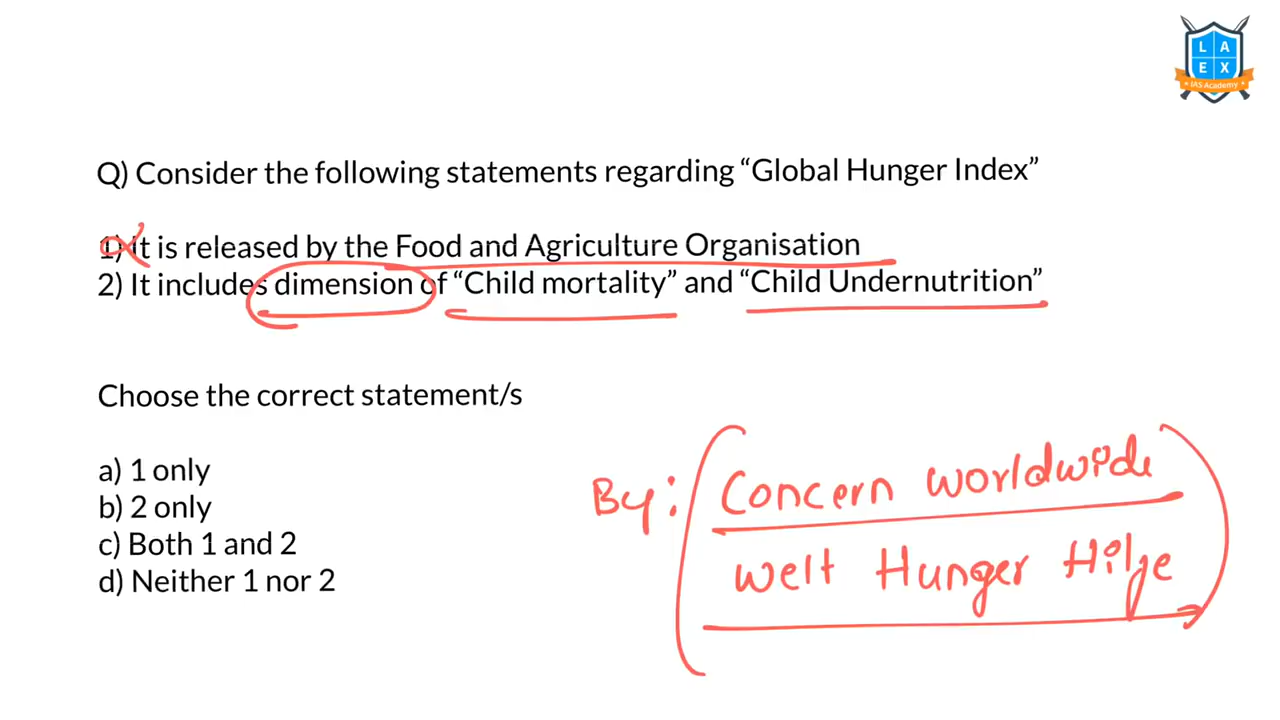 L A
E X
IAS Academy
Q) Consider the following statements regarding “Global Hunger Index”
1) It is released by the Food and Agriculture Organisation
2) It includes dimension of “Child mortality” and “Child Undernutrition”
Choose the correct statement/s
a) 1 only
b) 2 only
c) Both 1 and 2
d) Neither 1 nor 2
By: Concern worldwide
welt Hunger Hilfe